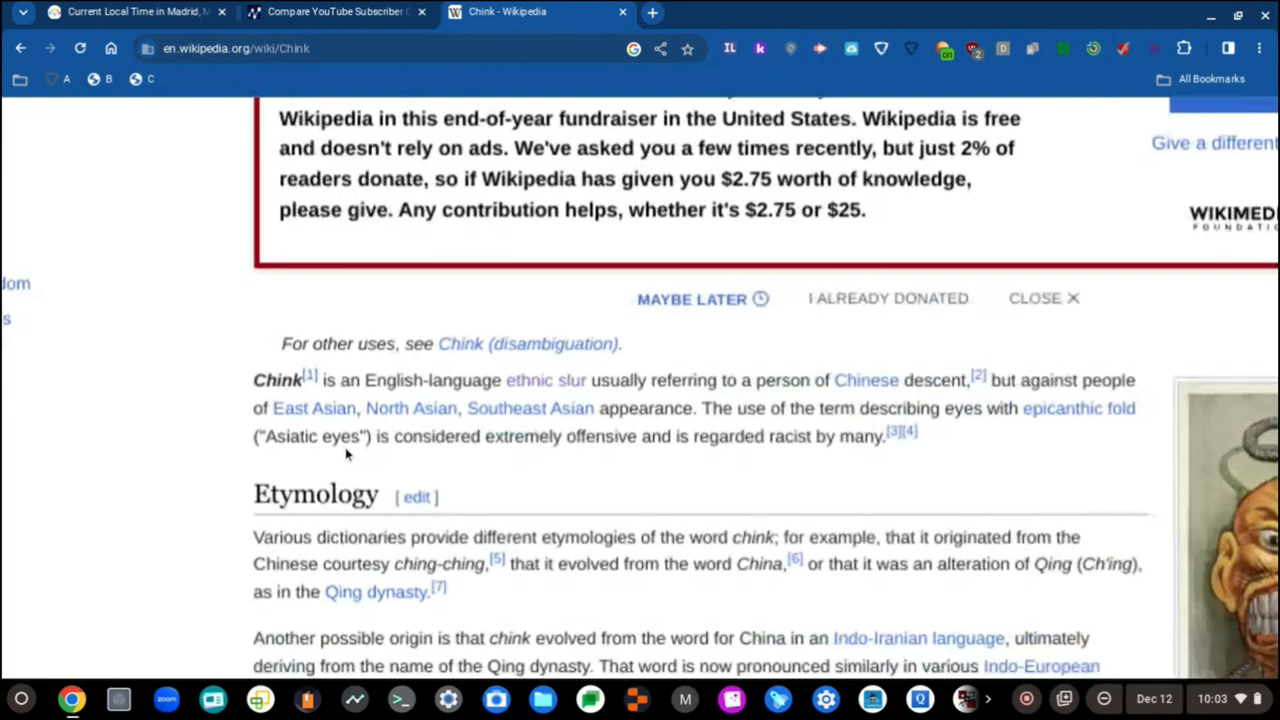 Current Local Time in Madrid, M
Compare YouTube Subscriber C
Chink - Wikipedia
en.wikipedia.org/wiki/Chink
A
B
C
All Bookmarks
Wikipedia in this end-of-year fundraiser in the United States. Wikipedia is free
and doesn't rely on ads. We've asked you a few times recently, but just 2% of
readers donate, so if Wikipedia has given you $2.75 worth of knowledge,
please give. Any contribution helps, whether it's $2.75 or $25.
Give a different
WIKIMED
FOUNDATIO
dom
s
MAYBE LATER
I ALREADY DONATED
CLOSE X
For other uses, see Chink (disambiguation).
Chink[1] is an English-language ethnic slur usually referring to a person of Chinese descent,[2] but against people
of East Asian, North Asian, Southeast Asian appearance. The use of the term describing eyes with epicanthic fold
("Asiatic eyes") is considered extremely offensive and is regarded racist by many.[3][4]
Etymology [ edit ]
Various dictionaries provide different etymologies of the word chink; for example, that it originated from the
Chinese courtesy ching-ching,[5] that it evolved from the word China,[6] or that it was an alteration of Qing (Ch'ing),
as in the Qing dynasty.[7]
Another possible origin is that chink evolved from the word for China in an Indo-Iranian language, ultimately
deriving from the name of the Qing dynasty. That word is now pronounced similarly in various Indo-European
zoom
M
Q
Dec 12
10:03